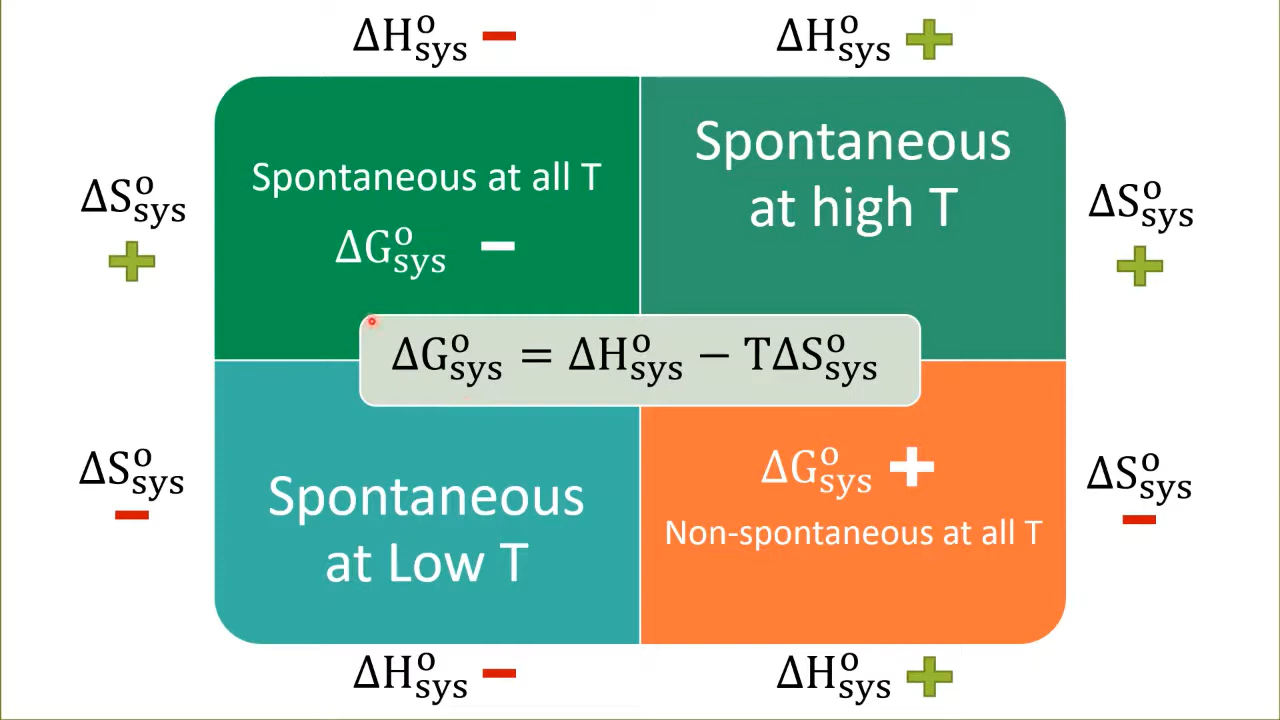 ΔH°sys − ΔH°sys +
Spontaneous at all T
ΔG°sys −
Spontaneous
at high T
ΔS°sys
+
ΔS°sys
+
ΔG°sys = ΔH°sys − TΔS°sys
ΔS°sys
−
Spontaneous
at Low T
ΔG°sys +
Non-spontaneous at all T
ΔS°sys
−
ΔH°sys − ΔH°sys +